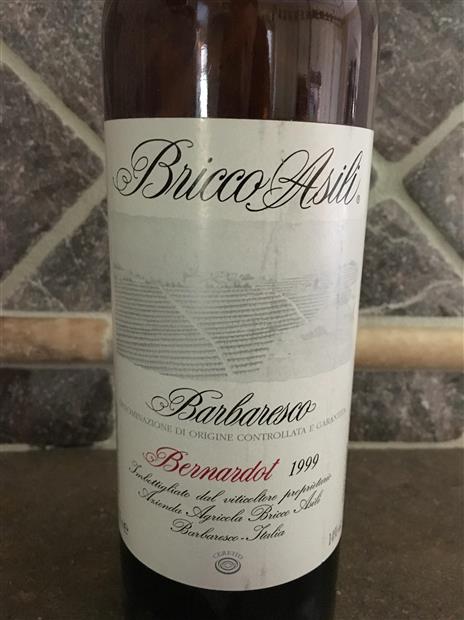 Bricco Asili®
Barbaresco
DENOMINAZIONE DI ORIGINE CONTROLLATA E GARANTITA
Bernardot 1999
Imbottigliato dal viticoltore proprietario
Azienda Agricola Bricco Asili
Barbaresco-Italia
CERETTO